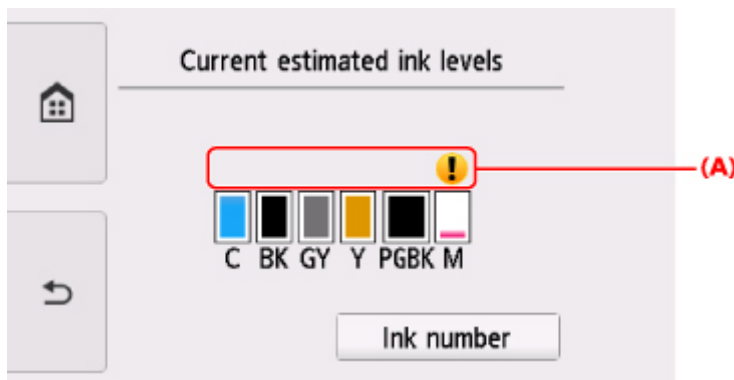 Current estimated ink levels
!
(A)
C BK GY Y PGBK M
Ink number